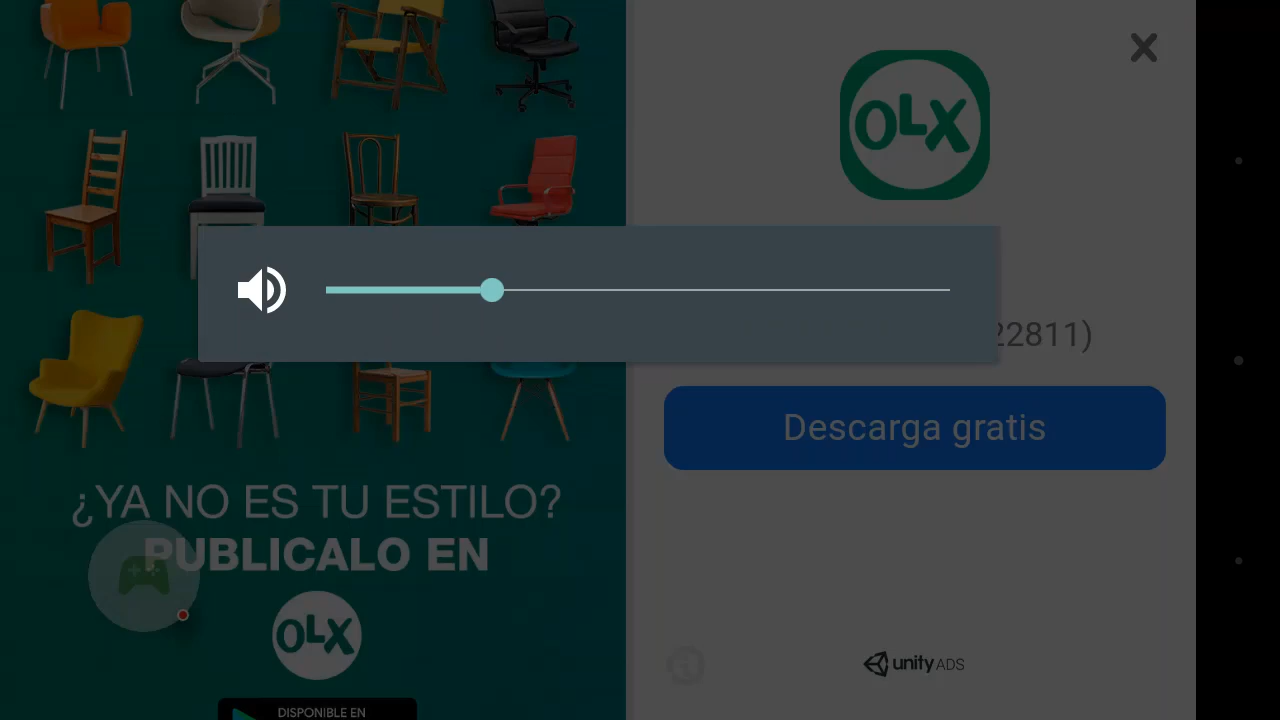 ¿YA NO ES TU ESTILO?
PUBLICALO EN
OLX
DISPONIBLE EN
OLX
22811)
Descarga gratis
unity ADS